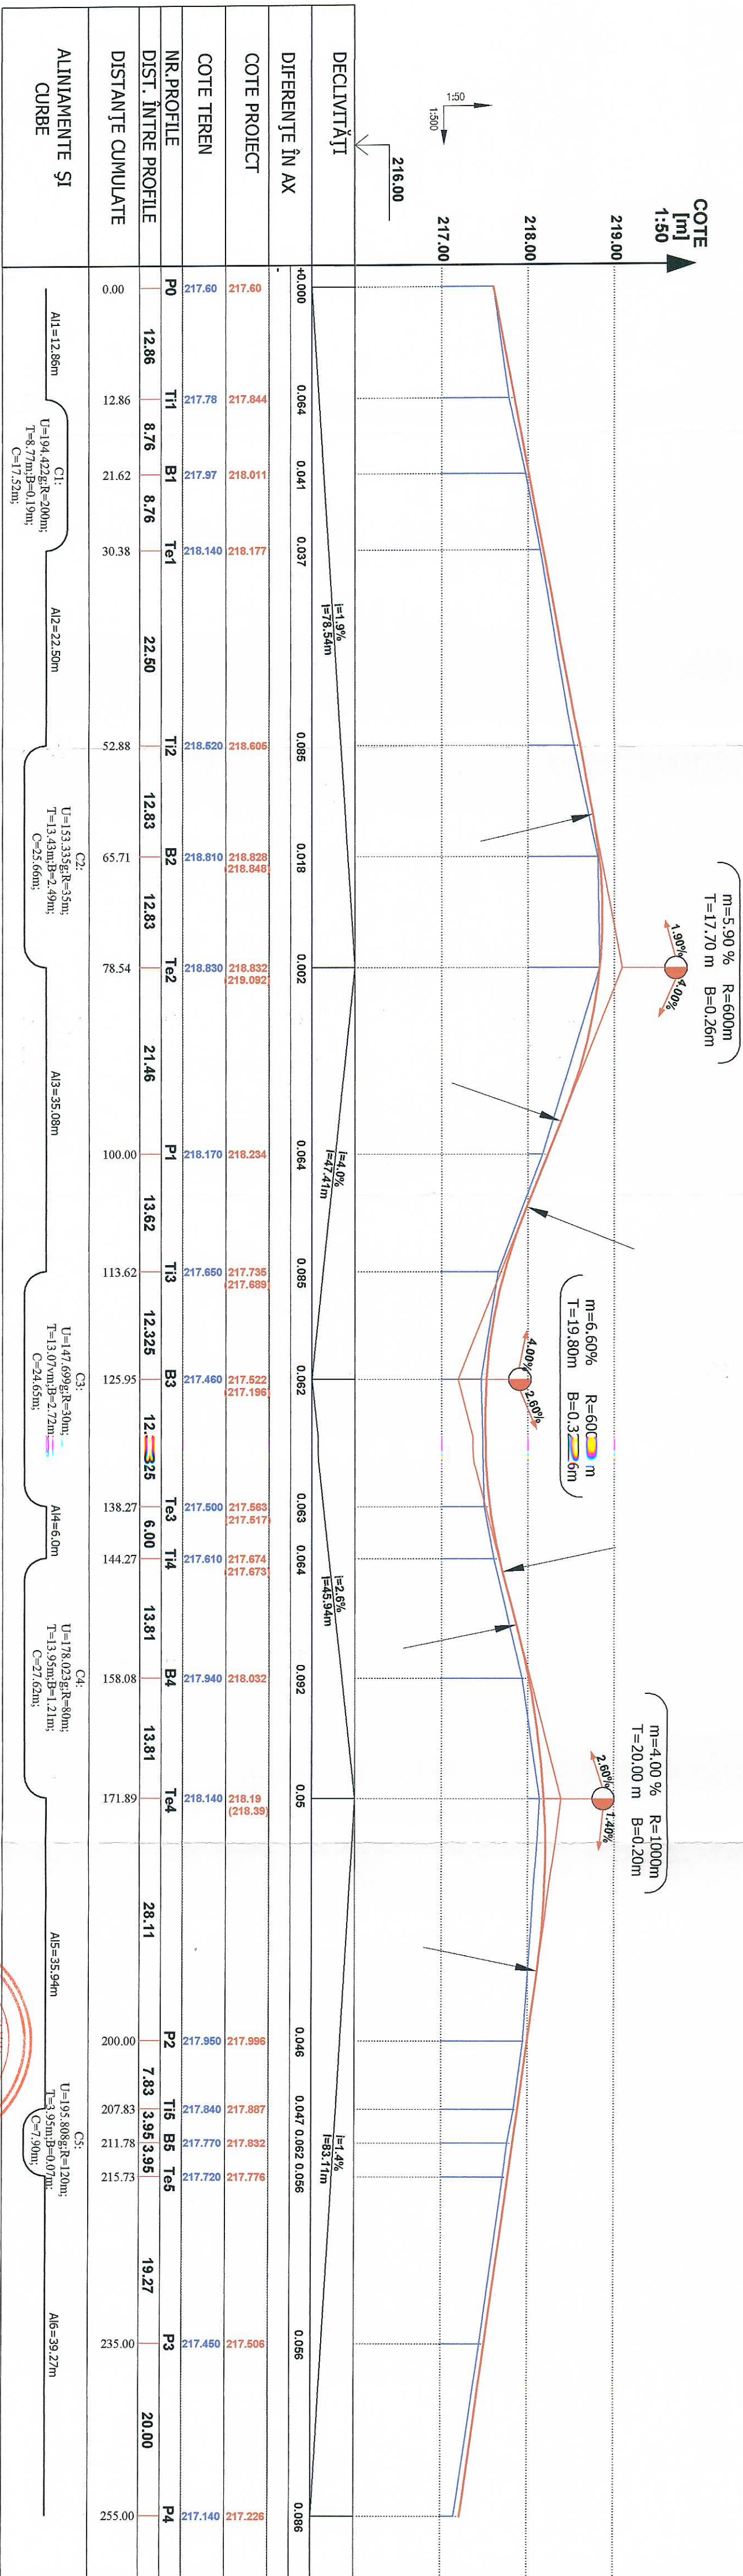 COTE
[m]
1:50
219.00
218.00
217.00
216.00
1:50
1:500
m=5.90 % R=600m
T=17.70 m B=0.26m
1.90%
4.00%
m=6.60% R=600 m
T=19.80m B=0.32 6m
4.00%
2.60%
m=4.00 % R=1000m
T=20.00 m B=0.20m
2.60%
1.40%
DECLIVITĂŢI
i=1.9%
l=78.54m
i=4.0%
l=47.41m
i=2.6%
l=45.94m
i=1.4%
l=83.11m
DIFERENŢE ÎN AX
+0.000 0.064 0.041 0.037 0.085 0.018 0.002 0.064 0.085 0.062 0.063 0.064 0.092 0.05 0.046 0.047 0.062 0.056 0.056 0.086
-
COTE PROIECT
217.60 217.844 218.011 218.177 218.605 218.828 218.832 218.234 217.735 217.522 217.563 217.674 218.032 218.19 217.996 217.887 217.832 217.776 217.506 217.226
(218.848) (219.092) (217.689) (217.196) (217.517) (217.673) (218.39)
COTE TEREN
217.60 217.78 217.97 218.140 218.520 218.810 218.830 218.170 217.650 217.460 217.500 217.610 217.940 218.140 217.950 217.840 217.770 217.720 217.450 217.140
NR.PROFILE
P0 Ti1 B1 Te1 Ti2 B2 Te2 P1 Ti3 B3 Te3 Ti4 B4 Te4 P2 Ti5 B5 Te5 P3 P4
DIST. ÎNTRE PROFILE
12.86 8.76 8.76 22.50 12.83 12.83 21.46 13.62 12.325 12. 325 6.00 13.81 13.81 28.11 7.83 3.95 3.95 19.27 20.00
DISTANŢE CUMULATE
0.00 12.86 21.62 30.38 52.88 65.71 78.54 100.00 113.62 125.95 138.27 144.27 158.08 171.89 200.00 207.83 211.78 215.73 235.00 255.00
ALINIAMENTE ŞI
CURBE
Al1=12.86m
C1:
U=194.422g;R=200m;
T=8.77m;B=0.19m;
C=17.52m;
Al2=22.50m
C2:
U=153.335g;R=35m;
T=13.43m;B=2.49m;
C=25.66m;
Al3=35.08m
C3:
U=147.699g;R=30m;
T=13.07vm;B=2.72m;
C=24.65m;
Al4=6.0m
C4:
U=178.023g;R=80m;
T=13.95m;B=1.21m;
C=27.62m;
Al5=35.94m
C5:
U=195.808g;R=120m;
T=3.95m;B=0.07m;
C=7.90m;
Al6=39.27m